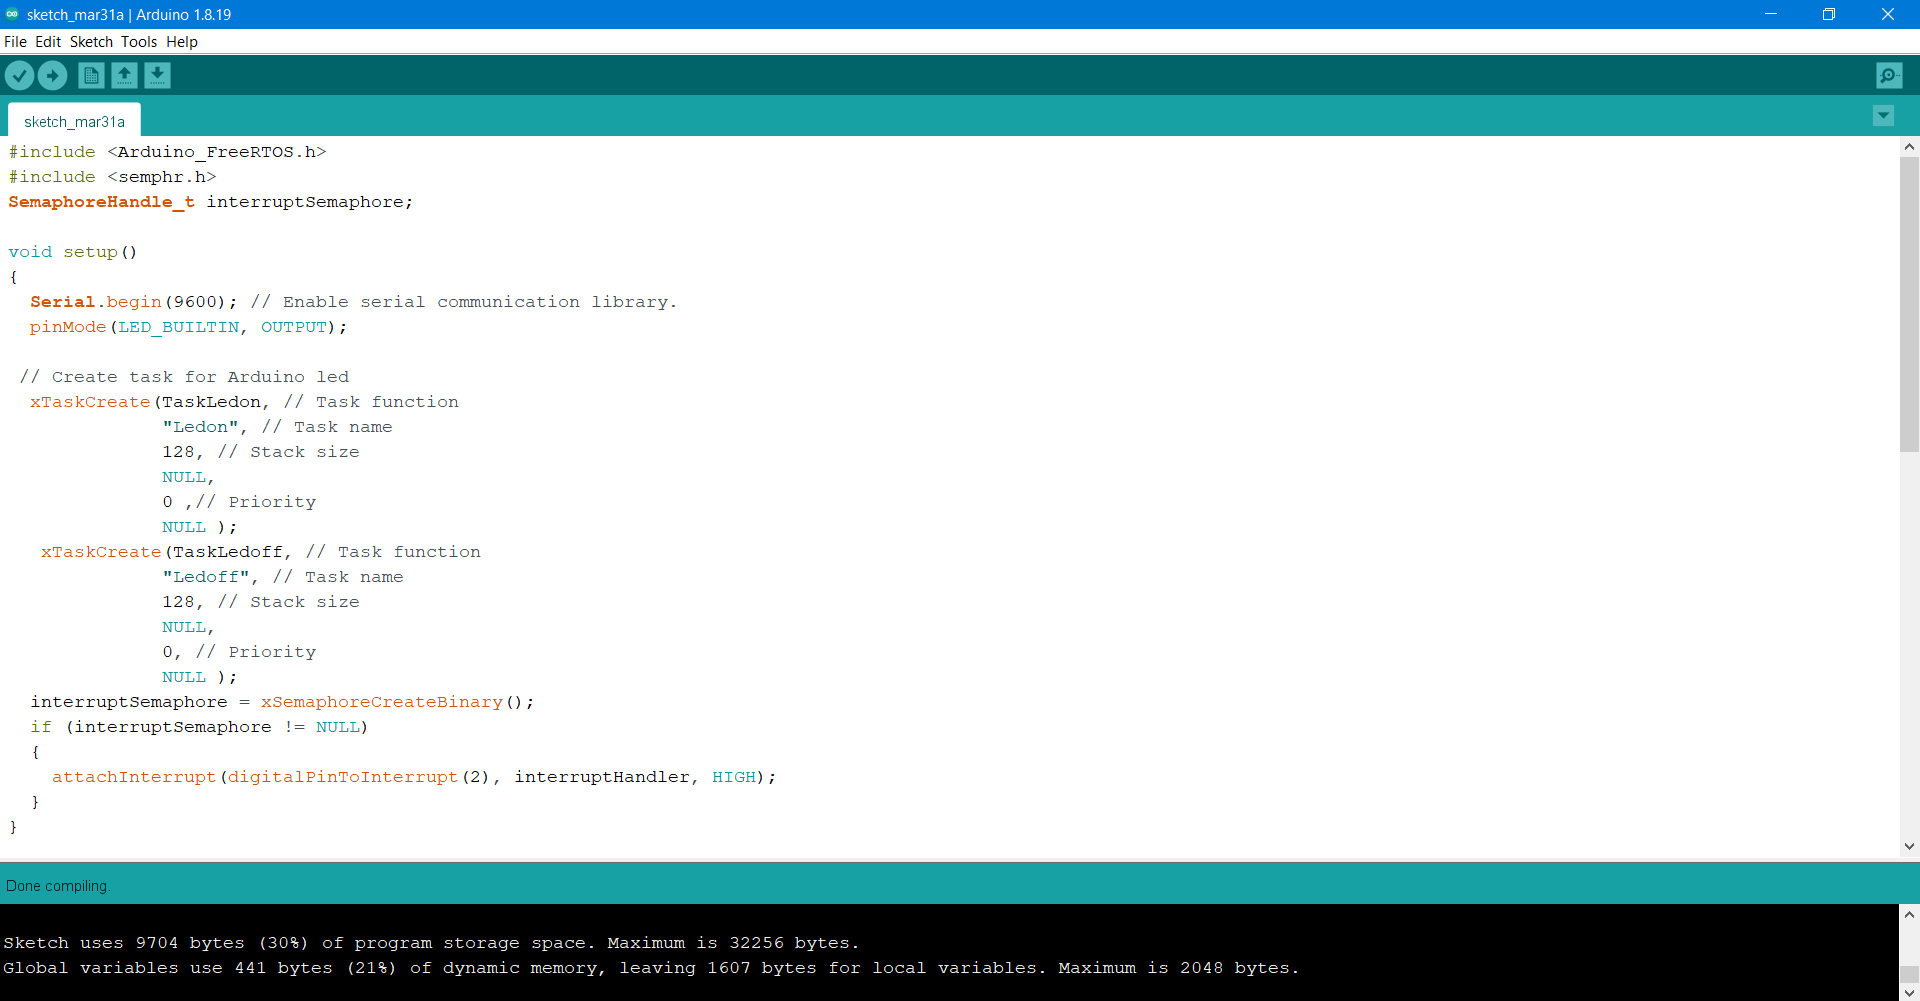 sketch_mar31a | Arduino 1.8.19
File Edit Sketch Tools Help
sketch_mar31a
#include <Arduino_FreeRTOS.h>
#include <semphr.h>
SemaphoreHandle_t interruptSemaphore;
void setup()
{
Serial.begin(9600); // Enable serial communication library.
pinMode(LED_BUILTIN, OUTPUT);
// Create task for Arduino led
xTaskCreate(TaskLedon, // Task function
"Ledon", // Task name
128, // Stack size
NULL,
0 ,// Priority
NULL );
xTaskCreate(TaskLedoff, // Task function
"Ledoff", // Task name
128, // Stack size
NULL,
0, // Priority
NULL );
interruptSemaphore = xSemaphoreCreateBinary();
if (interruptSemaphore != NULL)
{
attachInterrupt(digitalPinToInterrupt(2), interruptHandler, HIGH);
}
}
Done compiling.
Sketch uses 9704 bytes (30%) of program storage space. Maximum is 32256 bytes.
Global variables use 441 bytes (21%) of dynamic memory, leaving 1607 bytes for local variables. Maximum is 2048 bytes.